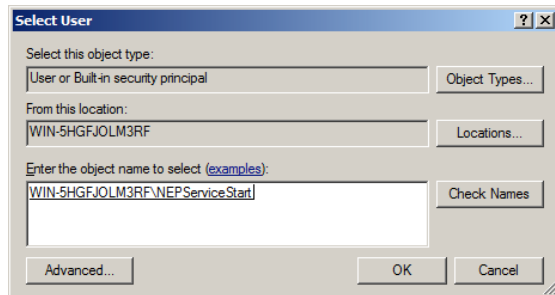 Select User
Select this object type:
User or Built-in security principal
Object Types...
From this location:
WIN-5HGFJOLM3RF
Locations...
Enter the object name to select (examples):
WIN-5HGFJOLM3RF\NEPServiceStart
Check Names
Advanced...
OK
Cancel